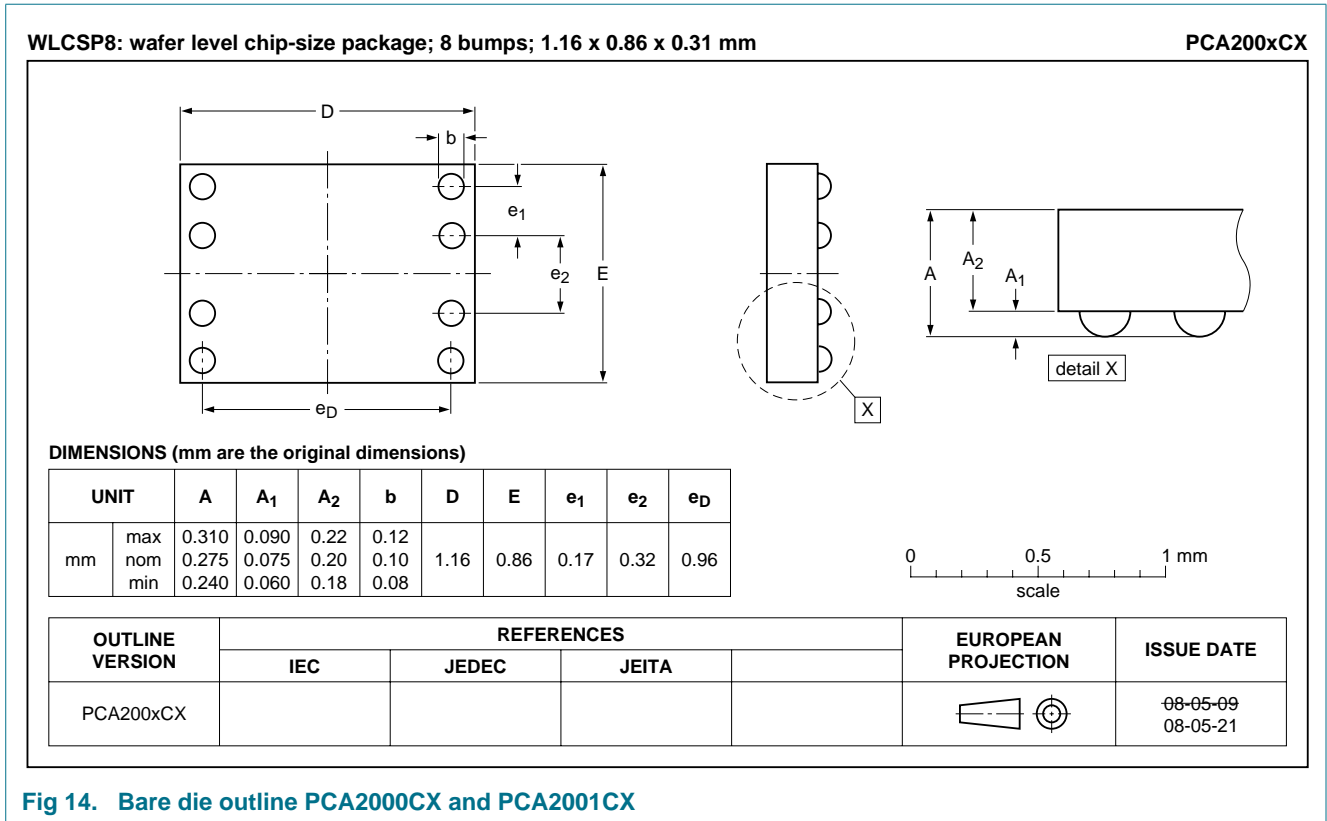 WLCSP8: wafer level chip-size package; 8 bumps; 1.16 x 0.86 x 0.31 mm PCA200xCX
D
b
e1
e2
E
eD
X
A
A2
A1
detail X
DIMENSIONS (mm are the original dimensions)
UNIT A A1 A2 b D E e1 e2 eD
mm
max 0.310 0.090 0.22 0.12
nom 0.275 0.075 0.20 0.10 1.16 0.86 0.17 0.32 0.96
min 0.240 0.060 0.18 0.08
0 0.5 1 mm
scale
OUTLINE VERSION REFERENCES EUROPEAN PROJECTION ISSUE DATE
IEC JEDEC JEITA
PCA200xCX
08-05-09
08-05-21
Fig 14. Bare die outline PCA2000CX and PCA2001CX